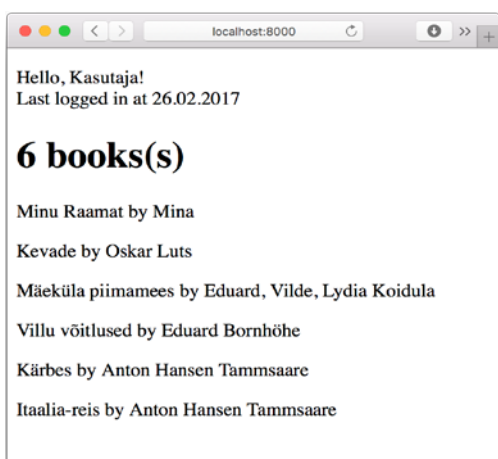 localhost:8000
Hello, Kasutaja!
Last logged in at 26.02.2017
6 books(s)
Minu Raamat by Mina
Kevade by Oskar Luts
Mäeküla piimamees by Eduard, Vilde, Lydia Koidula
Villu võitlused by Eduard Bornhöhe
Kärbes by Anton Hansen Tammsaare
Itaalia-reis by Anton Hansen Tammsaare